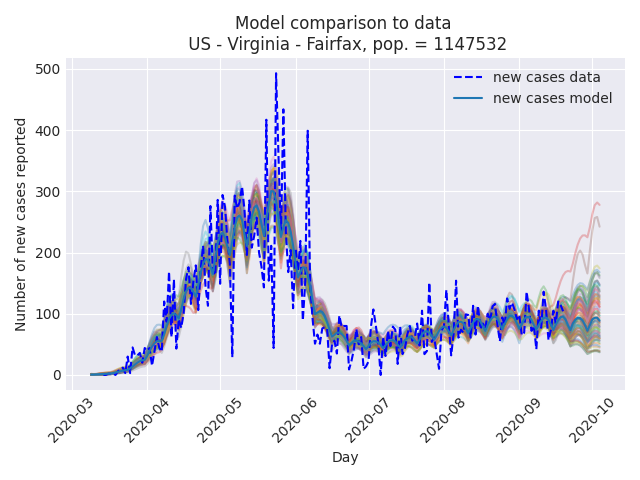 Model comparison to data
US - Virginia - Fairfax, pop. = 1147532
new cases data
new cases model
Number of new cases reported
500
400
300
200
100
0
2020-03
2020-04
2020-05
2020-06
2020-07
2020-08
2020-09
2020-10
Day